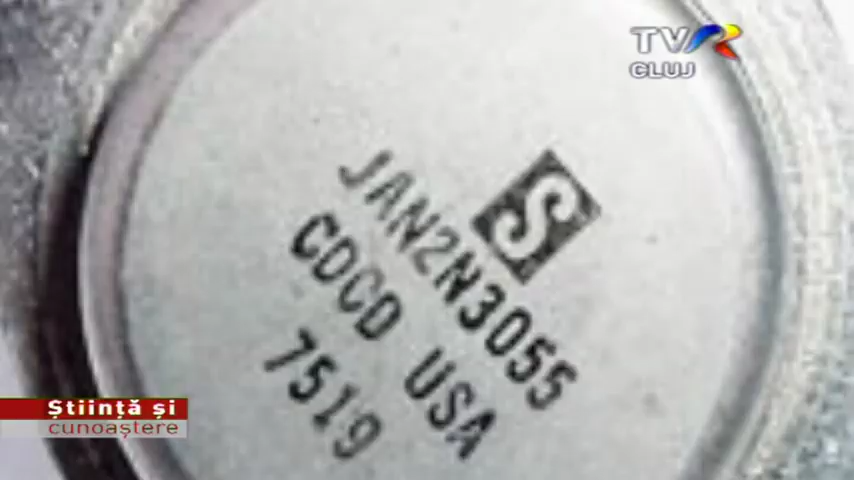 TVR
CLUJ
S
JAN2N3055
CDCD USA
7519
Știință și
cunoaștere